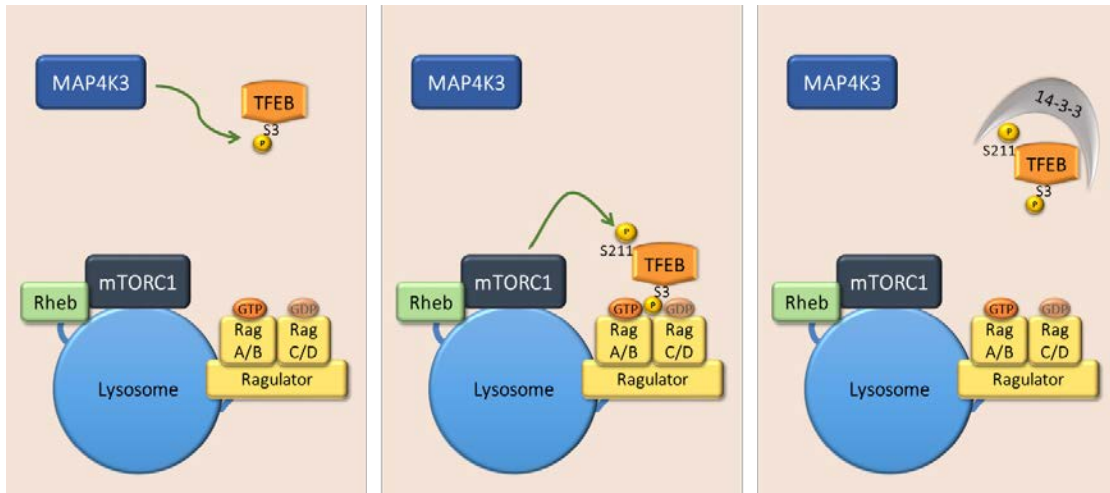 MAP4K3
TFEB
S3
P
mTORC1
Rheb
GTP
GDP
Rag
A/B
Rag
C/D
Lysosome
Ragulator
MAP4K3
P
S211
TFEB
S3
P
mTORC1
Rheb
GTP
GDP
Rag
A/B
Rag
C/D
Lysosome
Ragulator
MAP4K3
14-3-3
P
S211
TFEB
S3
P
mTORC1
Rheb
GTP
GDP
Rag
A/B
Rag
C/D
Lysosome
Ragulator